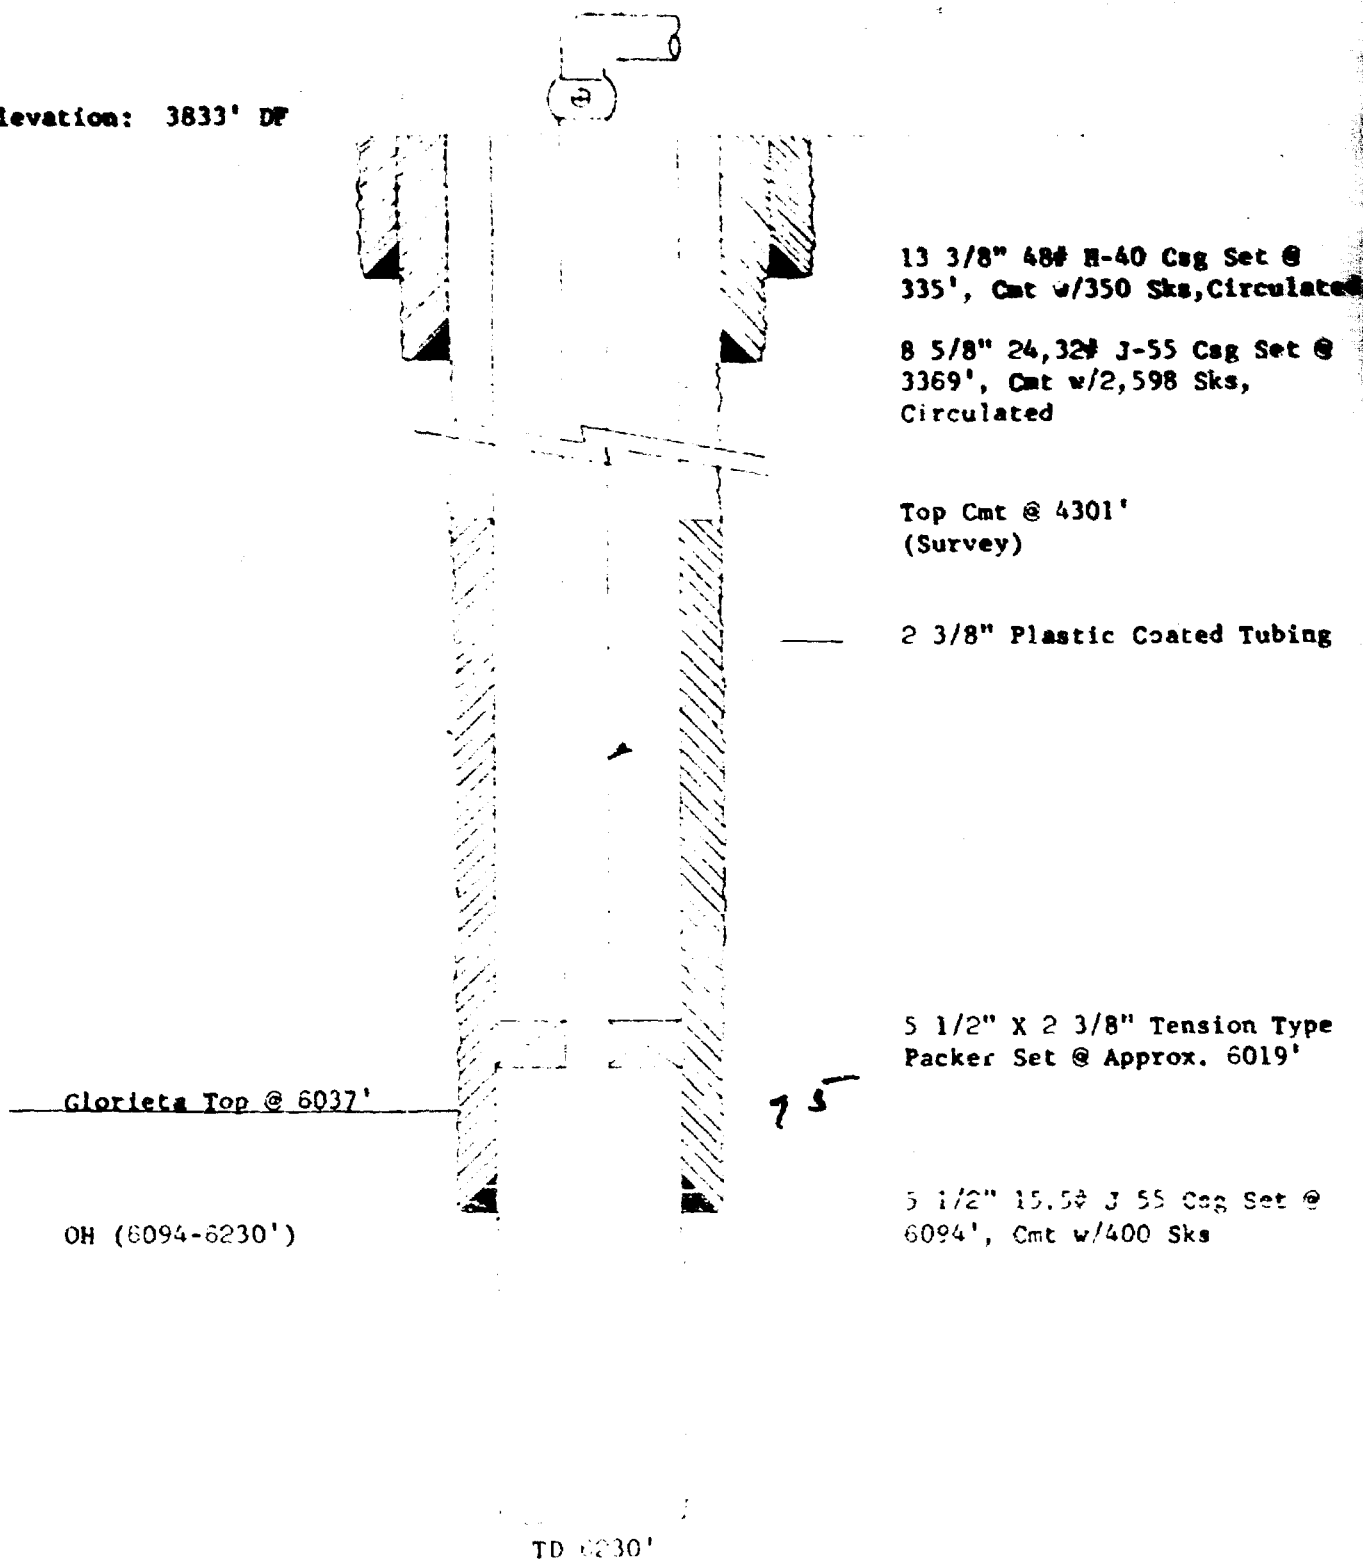 levation: 3833' DF
13 3/8" 48# H-40 Csg Set @
335', Cmt w/350 Sks,Circulated
8 5/8" 24,32# J-55 Csg Set @
3369', Cmt w/2,598 Sks,
Circulated
Top Cmt @ 4301'
(Survey)
2 3/8" Plastic Coated Tubing
5 1/2" X 2 3/8" Tension Type
Packer Set @ Approx. 6019'
Glorieta Top @ 6037'
75
5 1/2" 15.5# J 55 Csg Set @
6094', Cmt w/400 Sks
OH (6094-6230')
TD 6230'